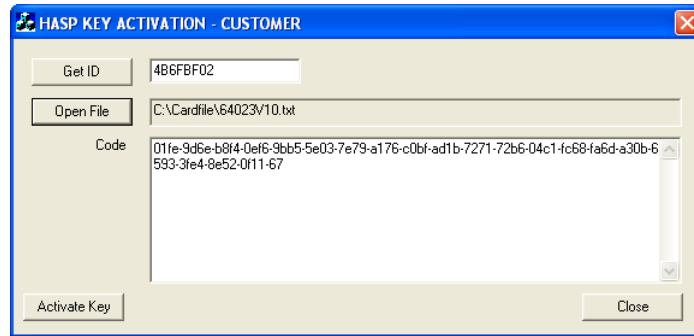 HASP KEY ACTIVATION - CUSTOMER
Get ID
4B6FBF02
Open File
C:\Cardfile\64023V10.txt
Code
01fe-9d6e-b8f4-0ef6-9bb5-5e03-7e79-a176-c0bf-ad1b-7271-72b6-04c1-fc68-fa6d-a30b-6
593-3fe4-8e52-0f11-67
Activate Key
Close